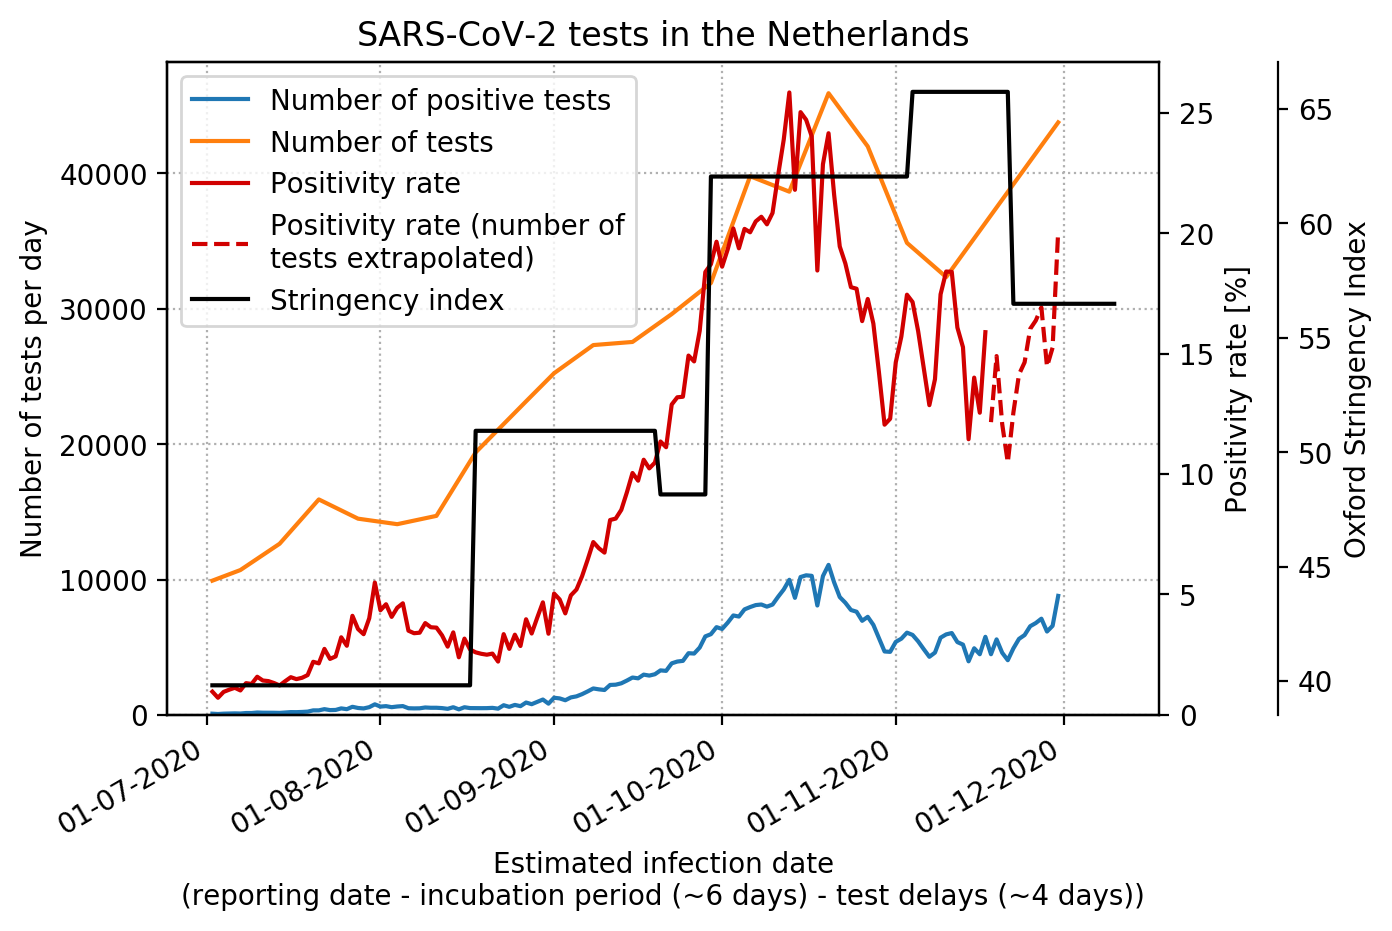 SARS-CoV-2 tests in the Netherlands
Number of positive tests
Number of tests
Positivity rate
Positivity rate (number of
tests extrapolated)
Stringency index
Number of tests per day
40000
30000
20000
10000
0
Positivity rate [%]
25
20
15
10
5
0
Oxford Stringency Index
65
60
55
50
45
40
01-07-2020
01-08-2020
01-09-2020
01-10-2020
01-11-2020
01-12-2020
Estimated infection date
(reporting date - incubation period (~6 days) - test delays (~4 days))